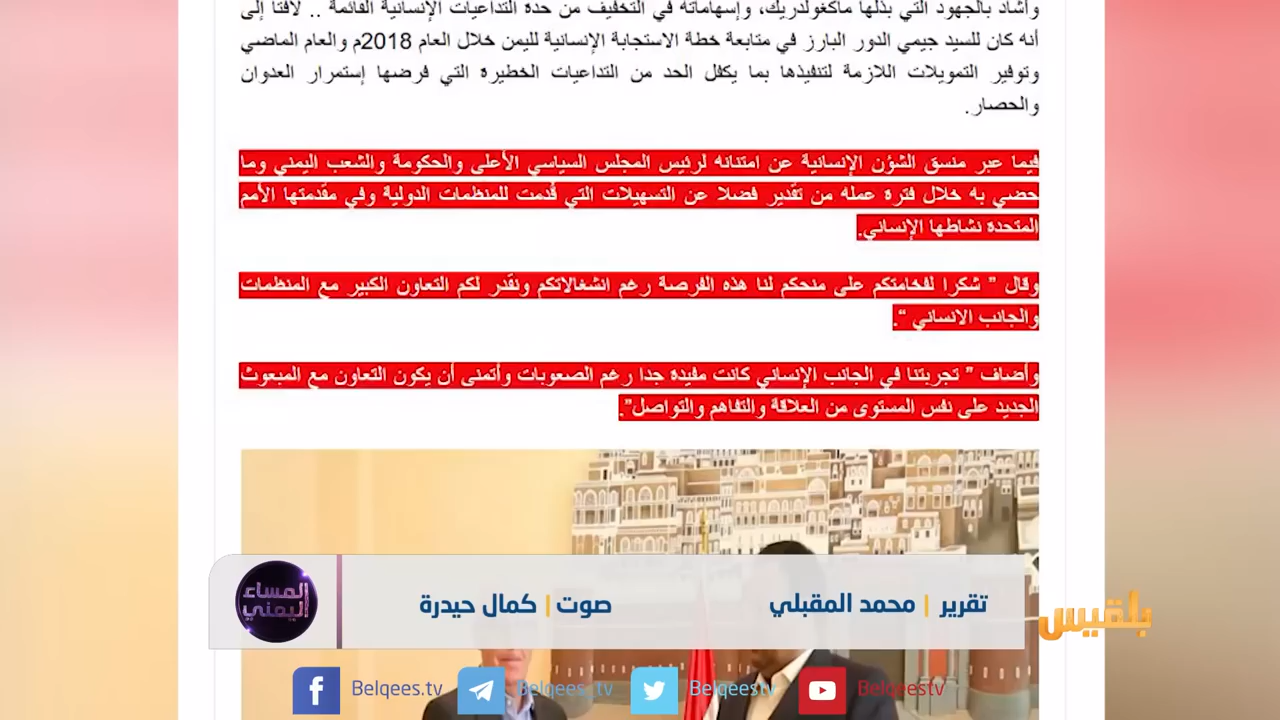 وأشاد بالجهود التي بذلها ماكغولدريك، وإسهاماته في التخفيف من حدة التداعيات الإنسانية القائمة .. لافتا إلى
أنه كان للسيد جيمي الدور البارز في متابعة خطة الاستجابة الإنسانية لليمن خلال العام 2018م والعام الماضي
وتوفير التمويلات اللازمة لتنفيذها بما يكفل الحد من التداعيات الخطيرة التي فرضها إستمرار العدوان
والحصار.
فيما عبر منسق الشؤن الإنسانية عن امتنانه لرئيس المجلس السياسي الأعلى والحكومة والشعب اليمني وما
حضي به خلال فترة عمله من تقدير فضلا عن التسهيلات التي قُدمت للمنظمات الدولية وفي مقدمتها الأمم
المتحدة نشاطها الإنساني.
وقال " شكرا لفخامتكم على منحكم لنا هذه الفرصة رغم انشغالاتكم ونقدر لكم التعاون الكبير مع المنظمات
والجانب الانساني “.
وأضاف " تجربتنا في الجانب الإنساني كانت مفيدة جدا رغم الصعوبات وأتمنى أن يكون التعاون مع المبعوث
الجديد على نفس المستوى من العلاقة والتفاهم والتواصل".
تقرير | محمد المقبلي
صوت | كمال حيدرة
المساء اليمني
بلقيس
Belqees.tv
Belqees_tv
Belqeestv
Belqeestv